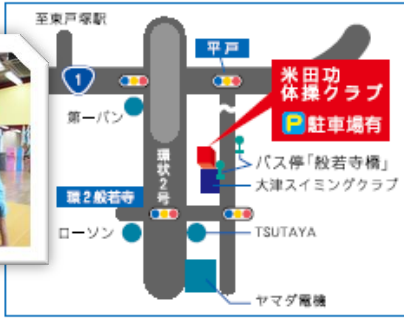 至東戸塚駅
平戸
1
米田功
体操クラブ
P 駐車場有
第一パン
環状2号
バス停「般若寺橋」
大津スイミングクラブ
環2般若寺
ローソン
TSUTAYA
ヤマダ電機